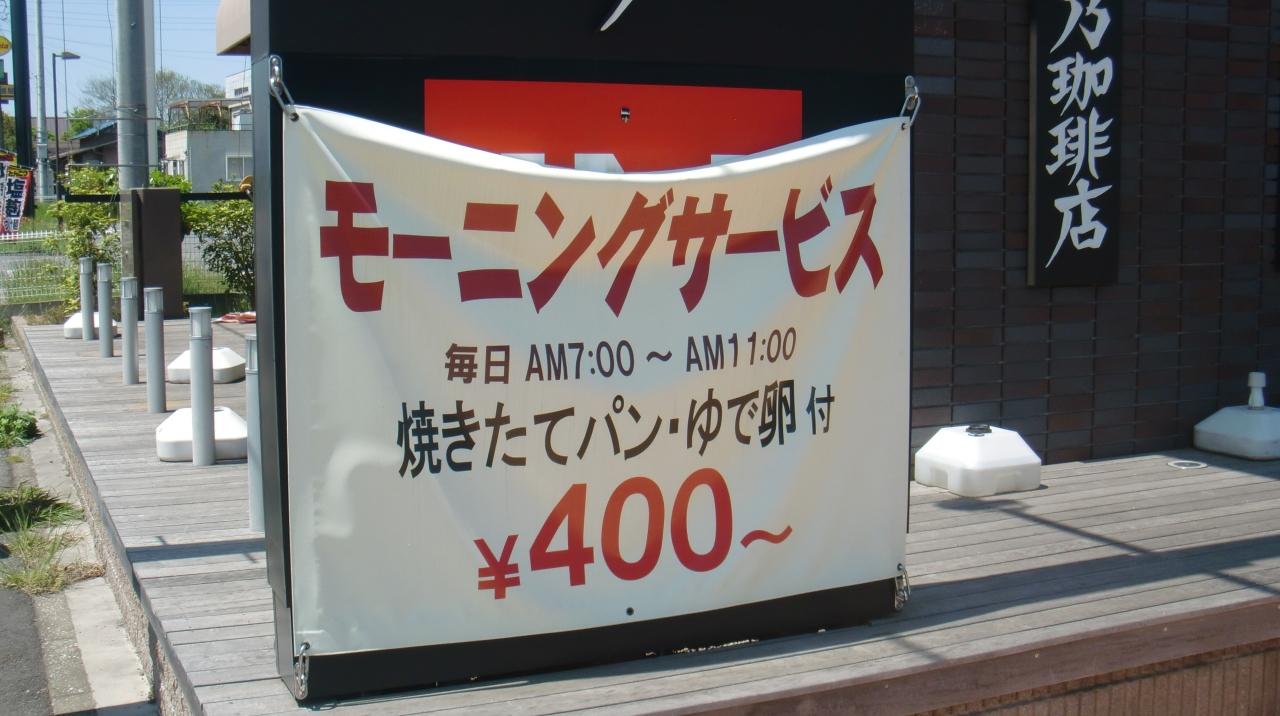 モーニングサービス
毎日 AM7:00 ～ AM11:00
焼きたてパン・ゆで卵 付
¥400～
乃珈琲店